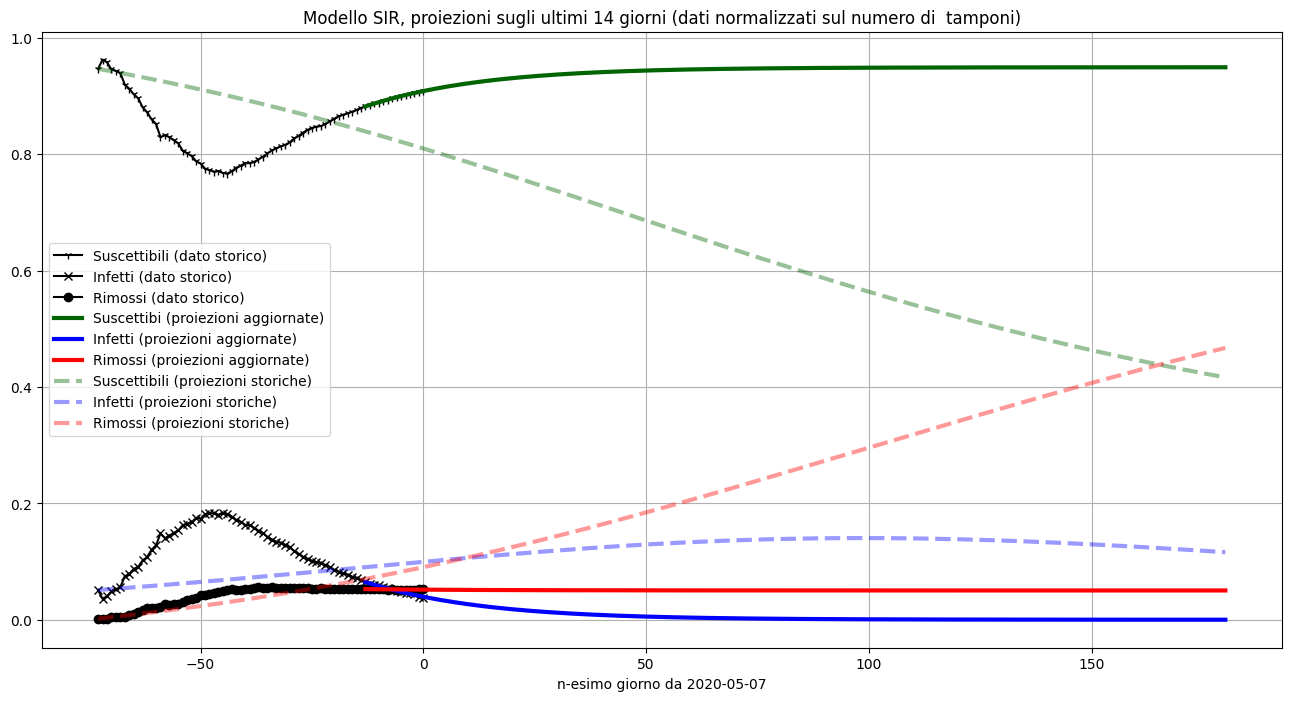 Modello SIR, proiezioni sugli ultimi 14 giorni (dati normalizzati sul numero di  tamponi)
1.0
0.8
0.6
0.4
0.2
0.0
Suscettibili (dato storico)
Infetti (dato storico)
Rimossi (dato storico)
Suscettibi (proiezioni aggiornate)
Infetti (proiezioni aggiornate)
Rimossi (proiezioni aggiornate)
Suscettibili (proiezioni storiche)
Infetti (proiezioni storiche)
Rimossi (proiezioni storiche)
−50 0 50 100 150
n-esimo giorno da 2020-05-07